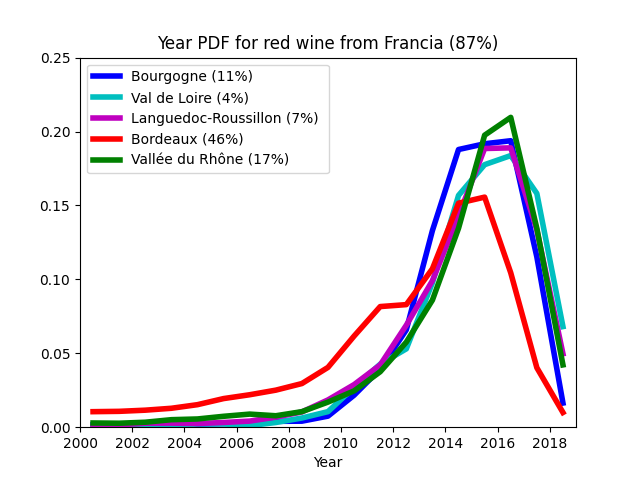 Year PDF for red wine from Francia (87%)
0.25
0.20
0.15
0.10
0.05
0.00
Bourgogne (11%)
Val de Loire (4%)
Languedoc-Roussillon (7%)
Bordeaux (46%)
Vallée du Rhône (17%)
2000 2002 2004 2006 2008 2010 2012 2014 2016 2018
Year